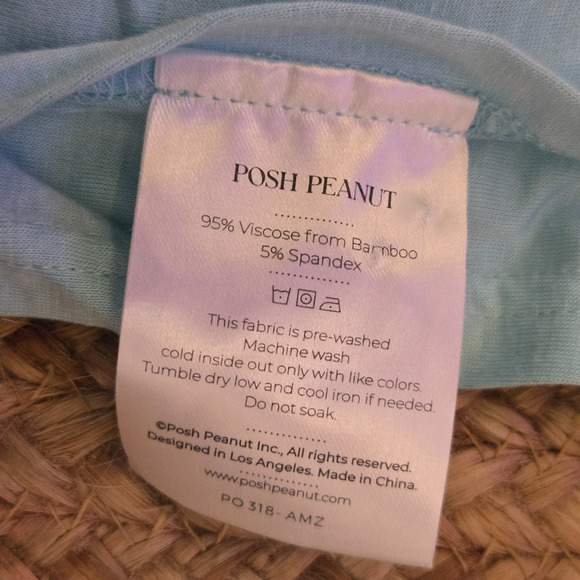 POSH PEANUT
95% Viscose from Bamboo
5% Spandex
This fabric is pre-washed
Machine wash
cold inside out only with like colors.
Tumble dry low and cool iron if needed.
Do not soak.
©Posh Peanut Inc., All rights reserved.
Designed in Los Angeles. Made in China.
www.poshpeanut.com
PO 318- AMZ